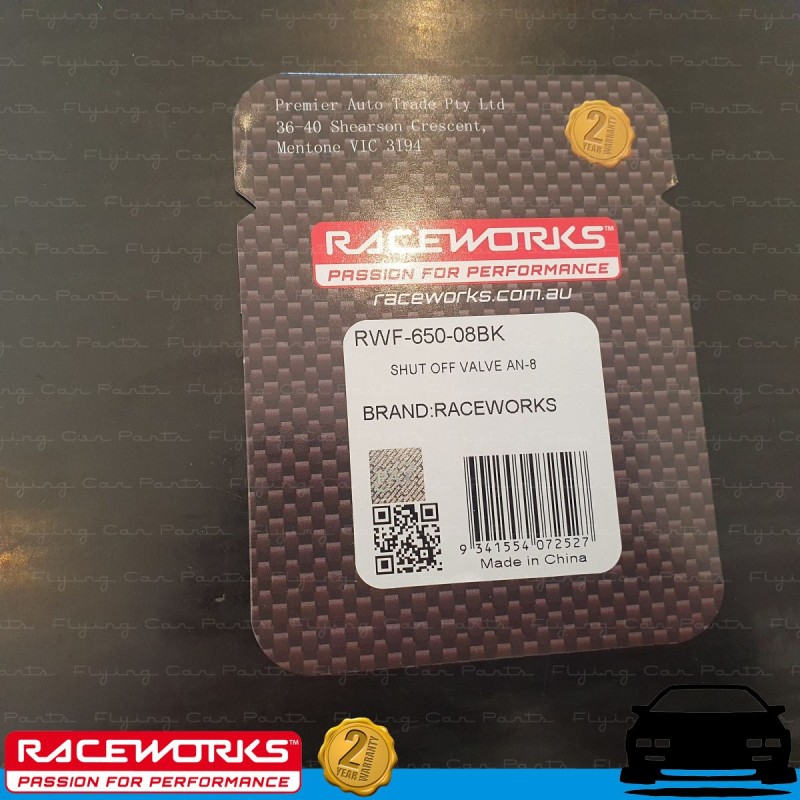 Premier Auto Trade Pty Ltd
36-40 Shearson Crescent,
Mentone VIC 3194
2
YEAR WARRANTY
RACEWORKS™
PASSION FOR PERFORMANCE
raceworks.com.au
RWF-650-08BK
SHUT OFF VALVE AN-8
BRAND:RACEWORKS
9 341554 072527
Made in China
Flying Car Parts
RACEWORKS™
PASSION FOR PERFORMANCE
2
YEAR WARRANTY